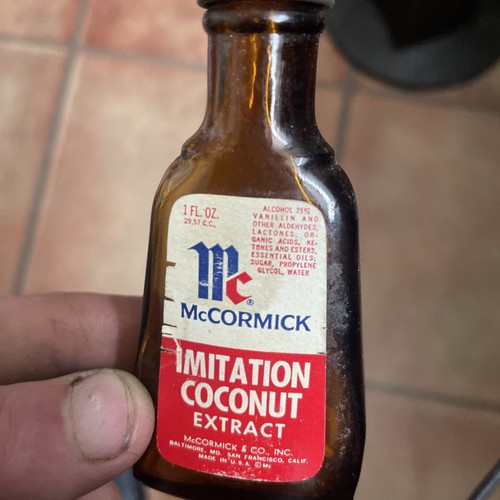 1 FL. OZ.
29.57 C.C.
ALCOHOL 25%
VANILLIN AND
OTHER ALDEHYDES,
LACTONES; OR-
GANIC ACIDS, KE-
TONES AND ESTERS,
ESSENTIAL OILS;
SUGAR, PROPYLENE
GLYCOL, WATER
Mc®
McCORMICK
IMITATION
COCONUT
EXTRACT
McCORMICK & CO., INC.
BALTIMORE, MD. SAN FRANCISCO, CALIF.
MADE IN U.S.A. ©Mc